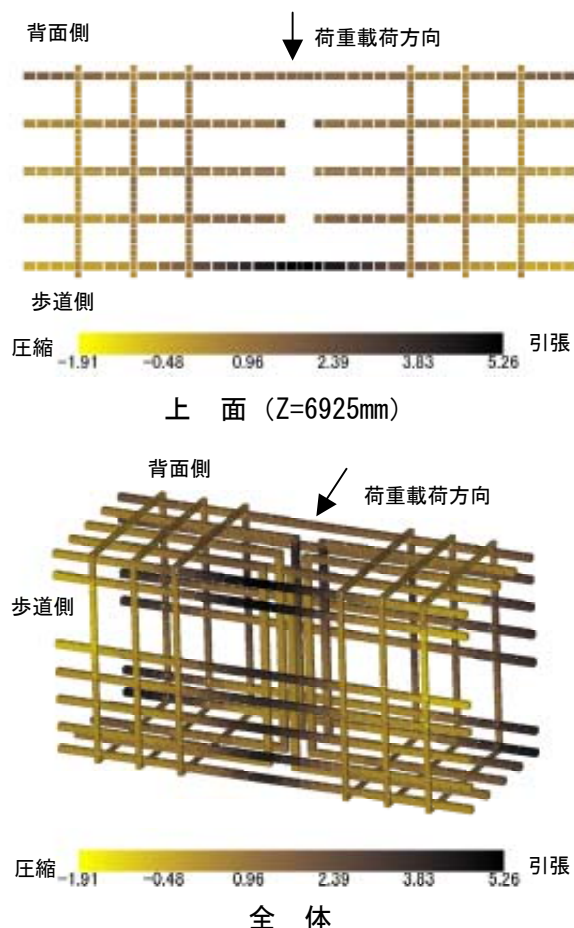 背面側 荷重載荷方向
歩道側
圧縮 引張
-1.91 -0.48 0.96 2.39 3.83 5.26
上 面 (Z=6925mm)
背面側 荷重載荷方向
歩道側
圧縮 引張
-1.91 -0.48 0.96 2.39 3.83 5.26
全 体